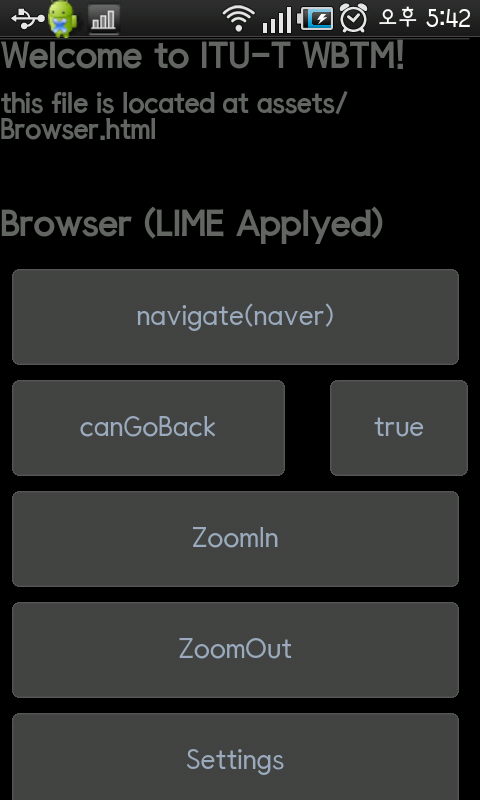 오후 5:42
Welcome to ITU-T WBTM!
this file is located at assets/
Browser.html
Browser (LIME Applyed)
navigate(naver)
canGoBack true
ZoomIn
ZoomOut
Settings